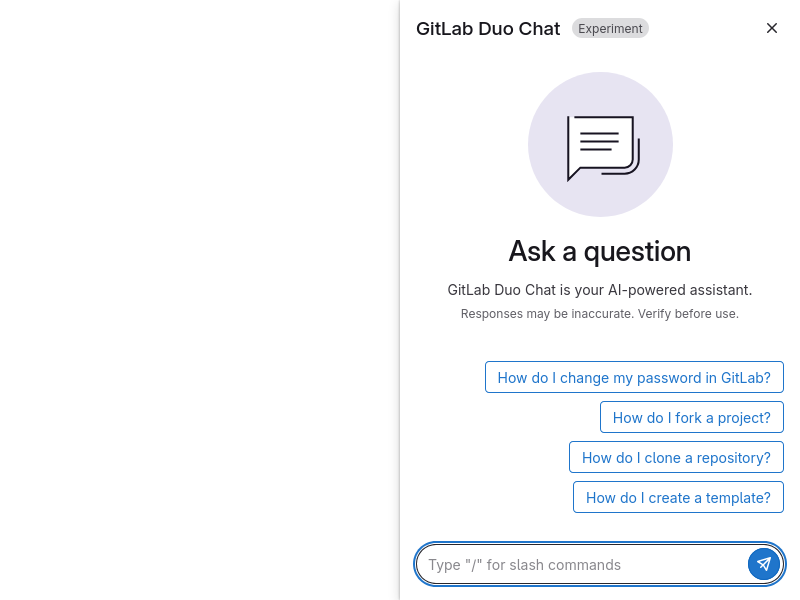 GitLab Duo Chat Experiment
Ask a question
GitLab Duo Chat is your AI-powered assistant.
Responses may be inaccurate. Verify before use.
How do I change my password in GitLab?
How do I fork a project?
How do I clone a repository?
How do I create a template?
Type "/" for slash commands